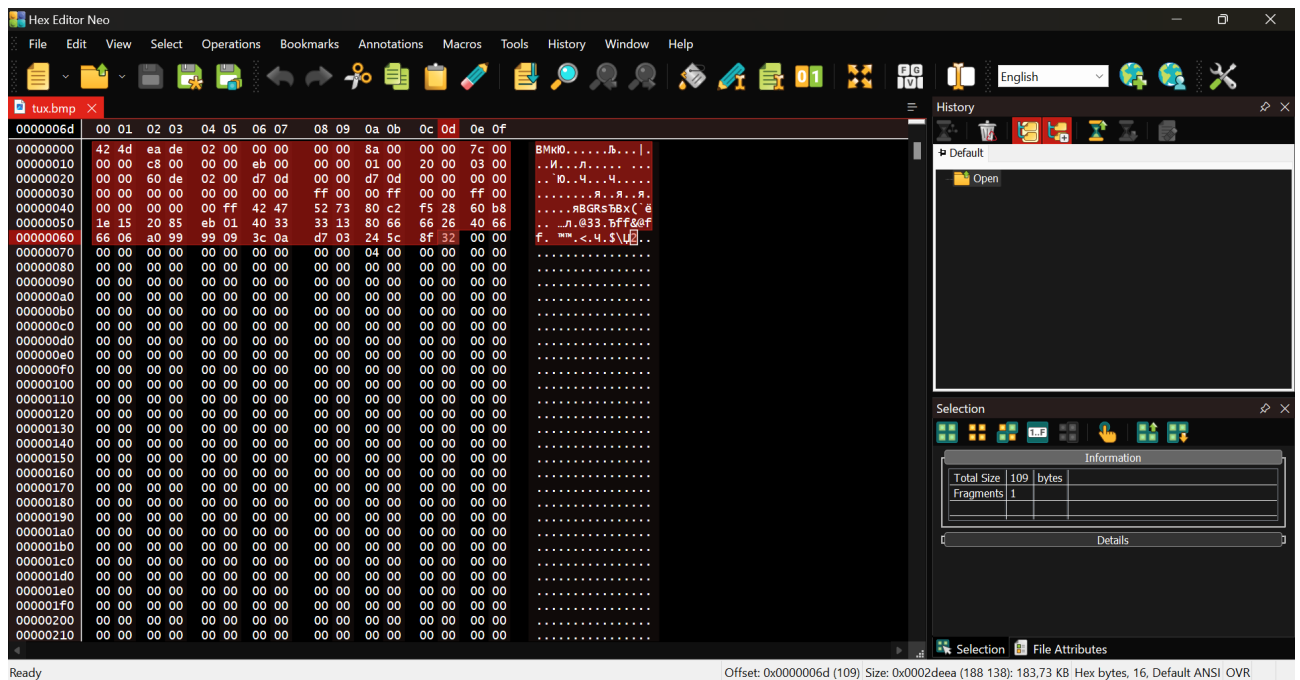 Hex Editor Neo
File Edit View Select Operations Bookmarks Annotations Macros Tools History Window Help
English
tux.bmp
History
0000006d 00 01 02 03 04 05 06 07 08 09 0a 0b 0c 0d 0e 0f
00000000 42 4d ea de 02 00 00 00 00 00 8a 00 00 00 7c 00 ВМкЮ......Љ...|.
00000010 00 00 c8 00 00 00 eb 00 00 00 01 00 20 00 03 00 ..И...л..... ...
00000020 00 00 60 de 02 00 d7 0d 00 00 d7 0d 00 00 00 00 ..`Ю..Ч...Ч.....
00000030 00 00 00 00 00 00 00 00 ff 00 00 ff 00 00 ff 00 ........я..я..я.
00000040 00 00 00 00 00 ff 42 47 52 73 80 c2 f5 28 60 b8 .....яBGRsЂВх(`ё
00000050 1e 15 20 85 eb 01 40 33 33 13 80 66 66 26 40 66 .. …л.@33.Ђff&@f
00000060 66 06 a0 99 99 09 3c 0a d7 03 24 5c 8f 32 00 00 f. ™™.<.Ч.$\Џ2..
00000070 00 00 00 00 00 00 00 00 00 00 04 00 00 00 00 00 ................
00000080 00 00 00 00 00 00 00 00 00 00 00 00 00 00 00 00 ................
00000090 00 00 00 00 00 00 00 00 00 00 00 00 00 00 00 00 ................
000000a0 00 00 00 00 00 00 00 00 00 00 00 00 00 00 00 00 ................
000000b0 00 00 00 00 00 00 00 00 00 00 00 00 00 00 00 00 ................
000000c0 00 00 00 00 00 00 00 00 00 00 00 00 00 00 00 00 ................
000000d0 00 00 00 00 00 00 00 00 00 00 00 00 00 00 00 00 ................
000000e0 00 00 00 00 00 00 00 00 00 00 00 00 00 00 00 00 ................
000000f0 00 00 00 00 00 00 00 00 00 00 00 00 00 00 00 00 ................
00000100 00 00 00 00 00 00 00 00 00 00 00 00 00 00 00 00 ................
00000110 00 00 00 00 00 00 00 00 00 00 00 00 00 00 00 00 ................
00000120 00 00 00 00 00 00 00 00 00 00 00 00 00 00 00 00 ................
00000130 00 00 00 00 00 00 00 00 00 00 00 00 00 00 00 00 ................
00000140 00 00 00 00 00 00 00 00 00 00 00 00 00 00 00 00 ................
00000150 00 00 00 00 00 00 00 00 00 00 00 00 00 00 00 00 ................
00000160 00 00 00 00 00 00 00 00 00 00 00 00 00 00 00 00 ................
00000170 00 00 00 00 00 00 00 00 00 00 00 00 00 00 00 00 ................
00000180 00 00 00 00 00 00 00 00 00 00 00 00 00 00 00 00 ................
00000190 00 00 00 00 00 00 00 00 00 00 00 00 00 00 00 00 ................
000001a0 00 00 00 00 00 00 00 00 00 00 00 00 00 00 00 00 ................
000001b0 00 00 00 00 00 00 00 00 00 00 00 00 00 00 00 00 ................
000001c0 00 00 00 00 00 00 00 00 00 00 00 00 00 00 00 00 ................
000001d0 00 00 00 00 00 00 00 00 00 00 00 00 00 00 00 00 ................
000001e0 00 00 00 00 00 00 00 00 00 00 00 00 00 00 00 00 ................
000001f0 00 00 00 00 00 00 00 00 00 00 00 00 00 00 00 00 ................
00000200 00 00 00 00 00 00 00 00 00 00 00 00 00 00 00 00 ................
00000210 00 00 00 00 00 00 00 00 00 00 00 00 00 00 00 00 ................
Default
Open
Selection
Information
Total Size 109 bytes
Fragments 1
Details
Selection File Attributes
Ready
Offset: 0x0000006d (109) Size: 0x0002deea (188 138): 183,73 KB Hex bytes, 16, Default ANSI OVR